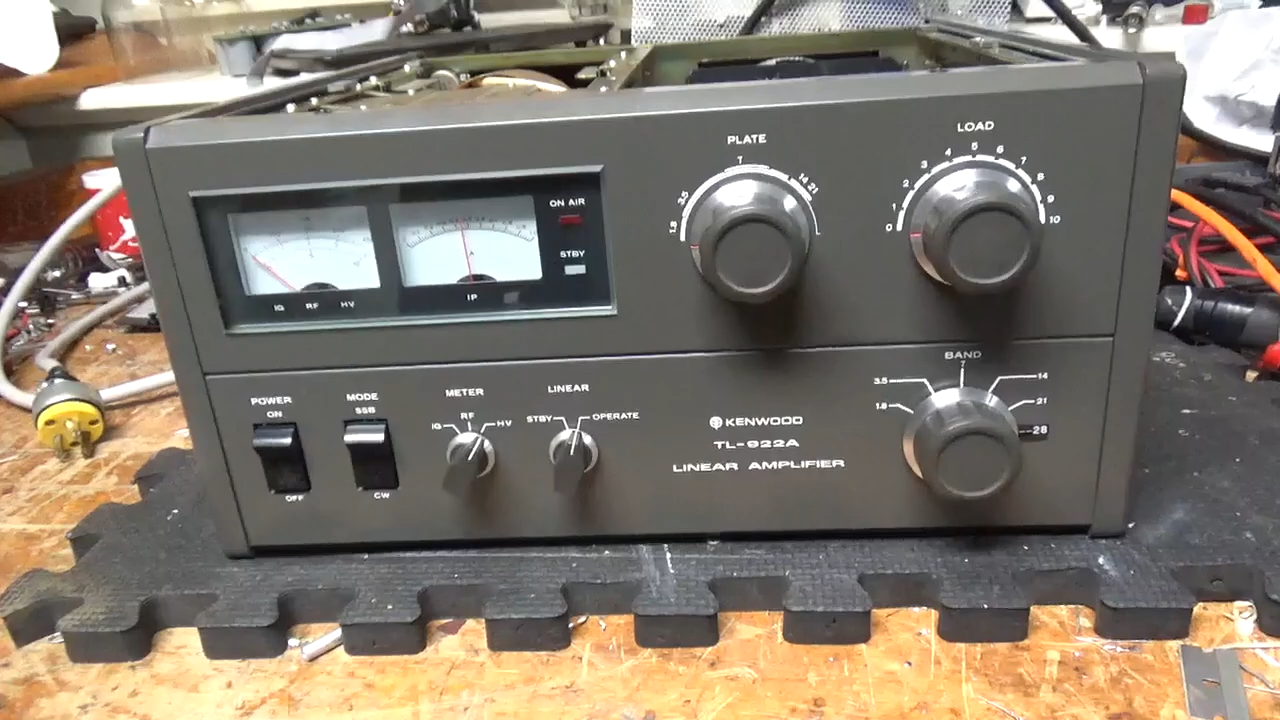 PLATE
1.8 3.5 7 14 21
LOAD
0 1 2 3 4 5 6 7 8 9 10
ON AIR
STBY
IG RF HV
IP
A
POWER
ON
OFF
MODE
SSB
CW
METER
IG RF HV
LINEAR
STBY OPERATE
KENWOOD
TL-922A
LINEAR AMPLIFIER
BAND
1.8 3.5 7 14 21 28